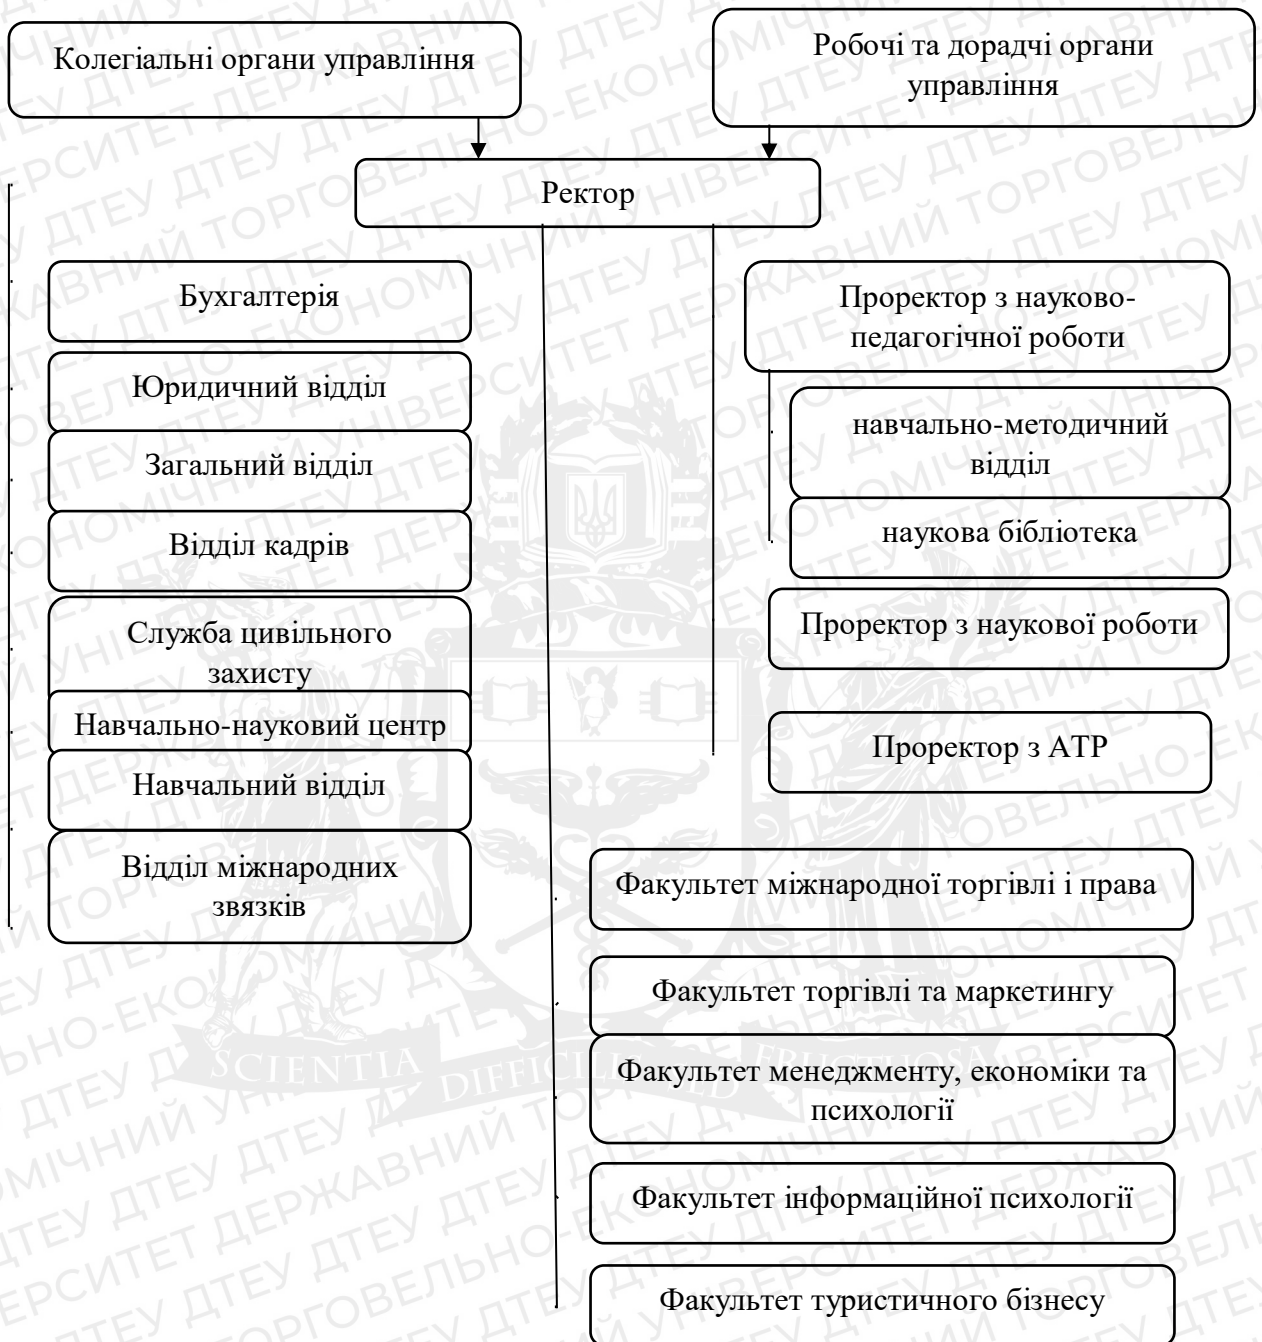 Колегіальні органи управління
Робочі та дорадчі органи
управління
Ректор
Бухгалтерія
Юридичний відділ
Загальний відділ
Відділ кадрів
Служба цивільного
захисту
Навчально-науковий центр
Навчальний відділ
Відділ міжнародних
звязків
Проректор з науково-
педагогічної роботи
навчально-методичний
відділ
наукова бібліотека
Проректор з наукової роботи
Проректор з АТР
Факультет міжнародної торгівлі і права
Факультет торгівлі та маркетингу
Факультет менеджменту, економіки та
психології
Факультет інформаційної психології
Факультет туристичного бізнесу
SCIENTIA